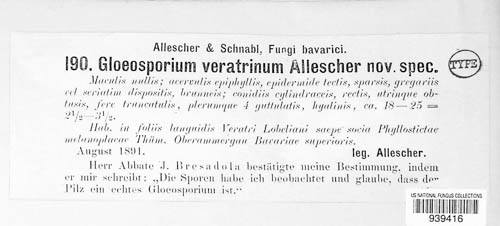 Allescher & Schnabl, Fungi bavarici.
190. Gloeosporium veratrinum Allescher nov. spec.
TYPE
Maculis nullis; acervulis epiphyllis, epidermide tectis, sparsis, gregariis
vel seriatim dispositis, brunneis; conidiis cylindraceis, rectis, utrinque ob-
tusis, fere truncatulis, plerumque 4 guttulatis, hyalinis, ca. 18—25 =
2½—3½.
Hab. in foliis languidis Veratri Lobeliani saepe socia Phyllostictae
melanoplacae Thüm. Oberammergau Bavariae superioris.
August 1891. leg. Allescher.
Herr Abbate J. Bresadola bestätigte meine Bestimmung, indem
er mir schreibt: „Die Sporen habe ich beobachtet und glaube, dass der
Pilz ein echtes Gloeosporium ist.“
US NATIONAL FUNGUS COLLECTIONS
939416